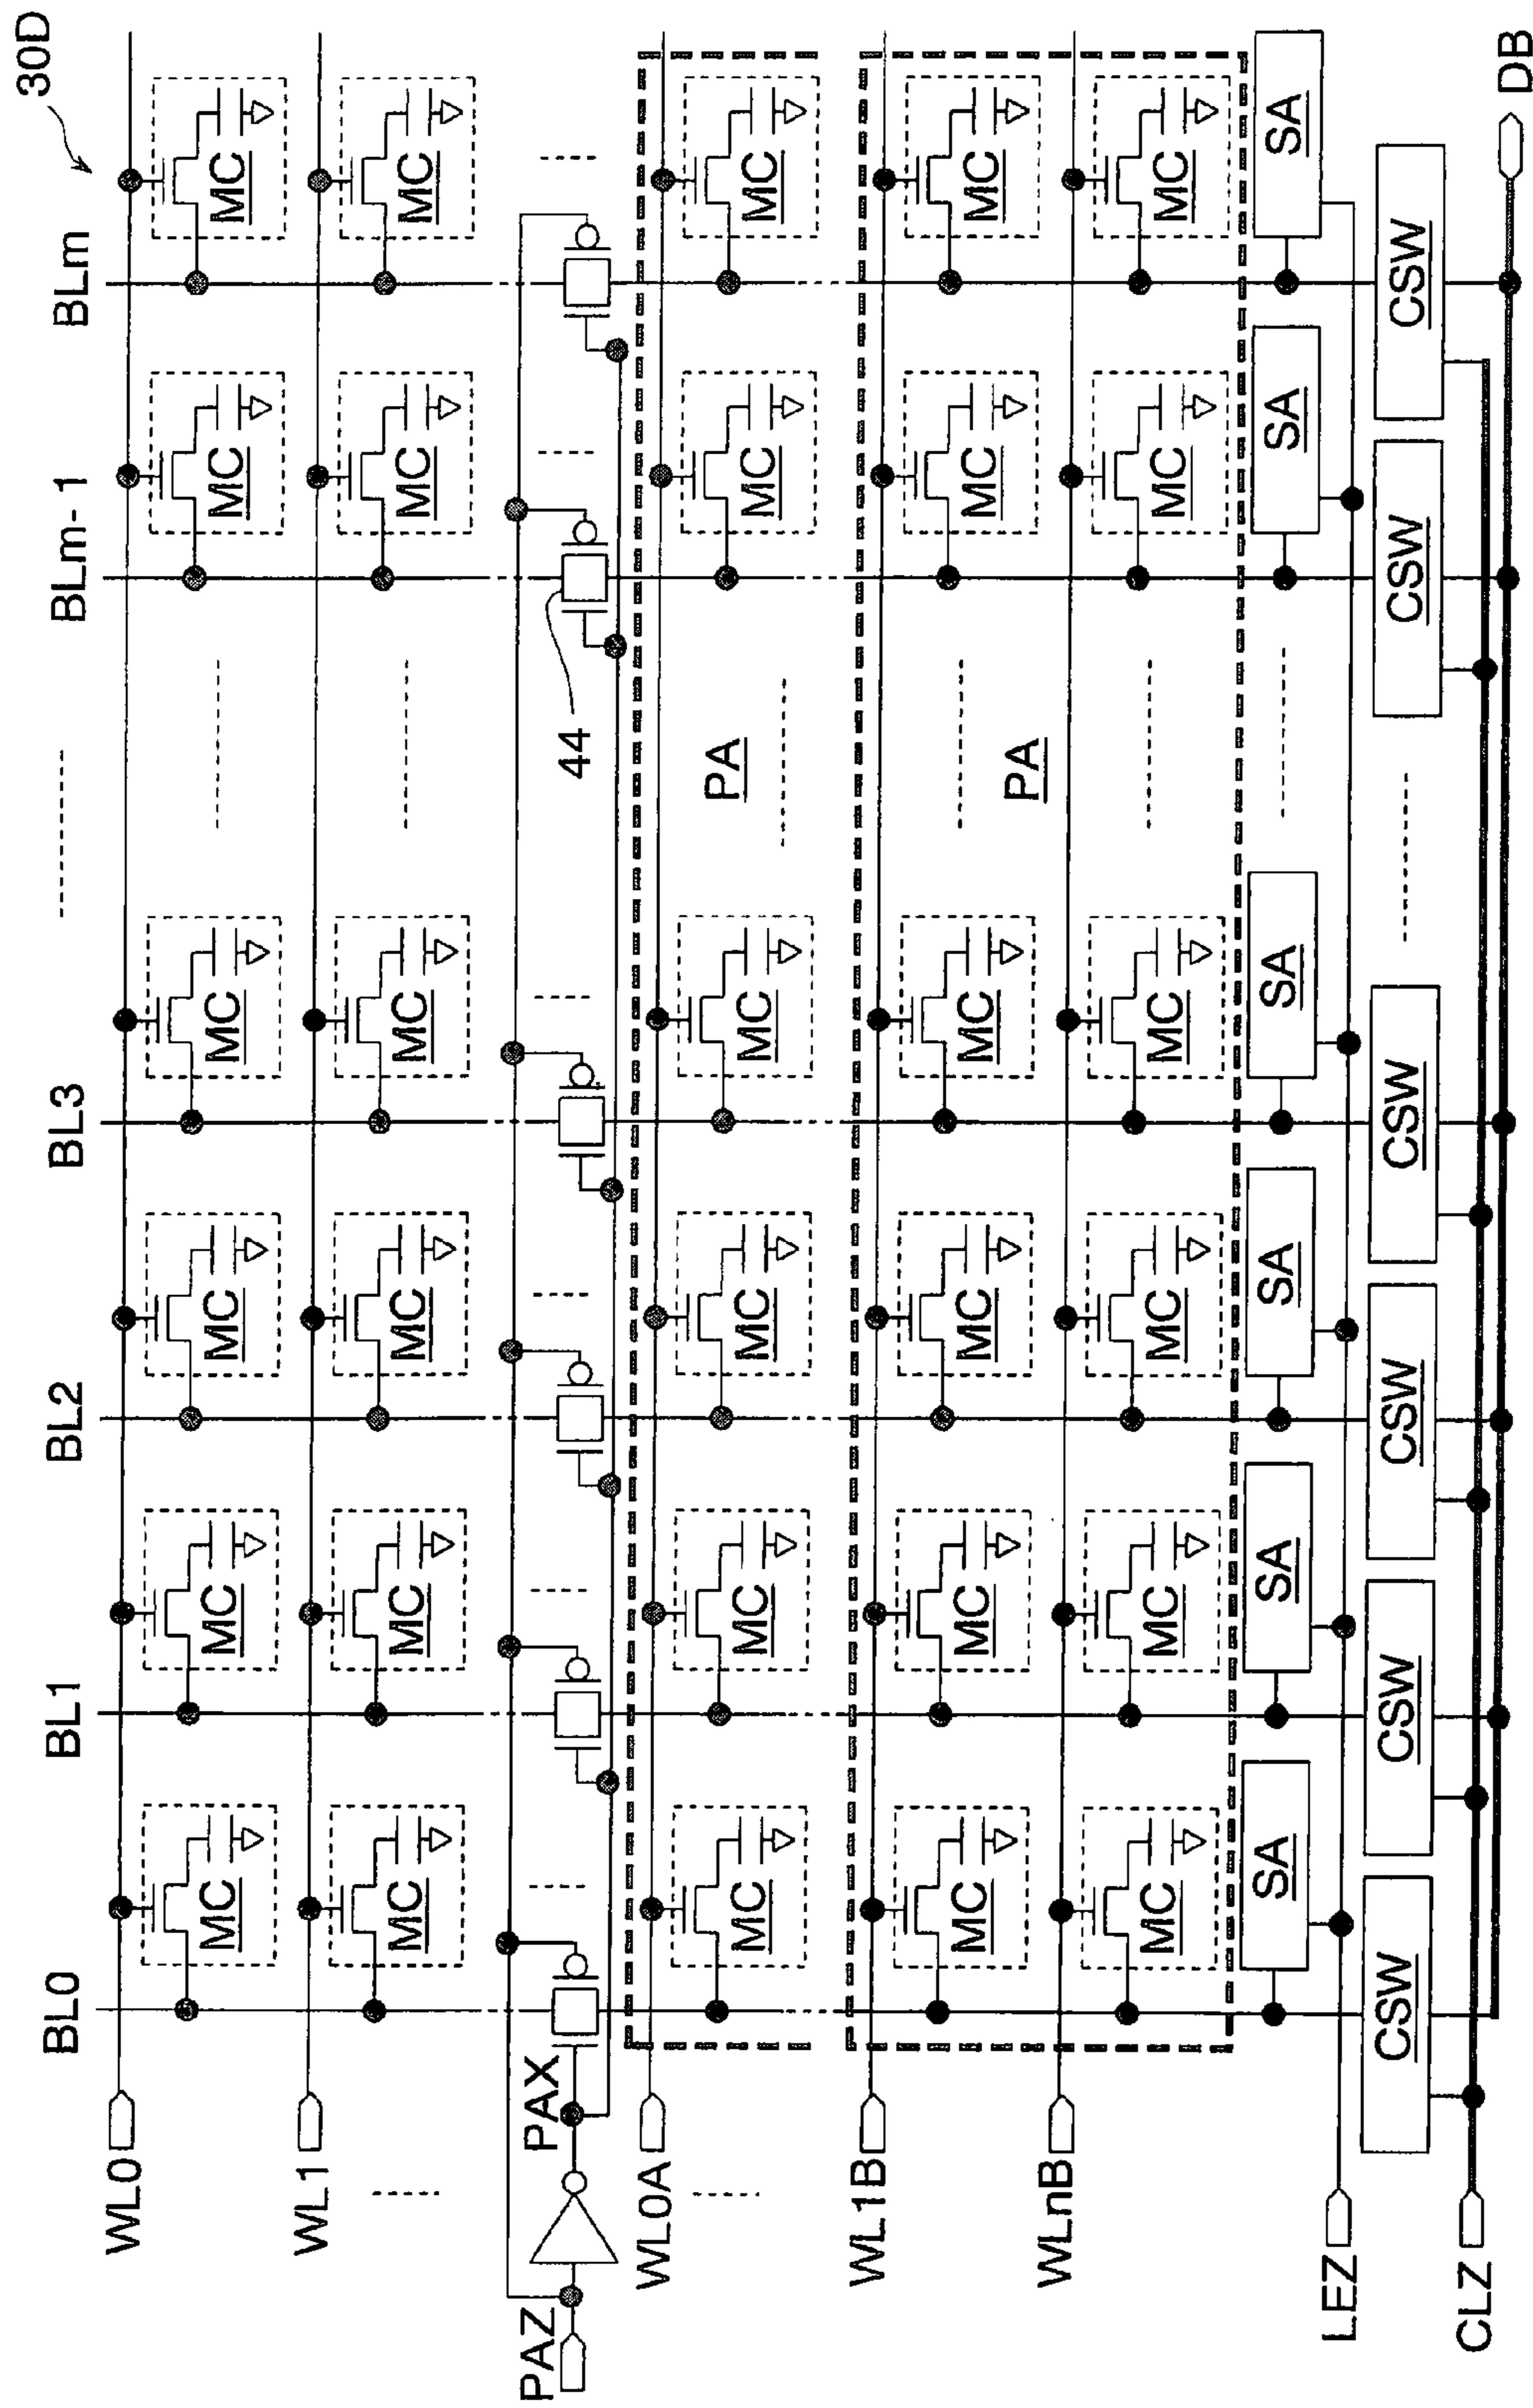 30D
BL0 BL1 BL2 BL3 BLm-1 BLm
WL0
MC MC MC MC MC MC
WL1
MC MC MC MC MC MC
PAZ PAX
44
WL0A
PA
MC MC MC MC MC MC
WL1B
MC MC MC MC MC MC
PA
WLnB
MC MC MC MC MC MC
SA SA SA SA SA SA
LEZ
CSW CSW CSW CSW CSW CSW
CLZ
DB